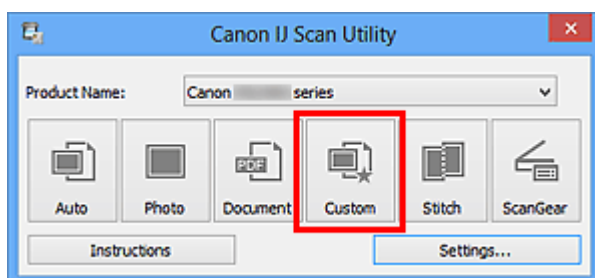 Canon IJ Scan Utility
Product Name: Canon series
PDF
Auto Photo Document Custom Stitch ScanGear
Instructions Settings...